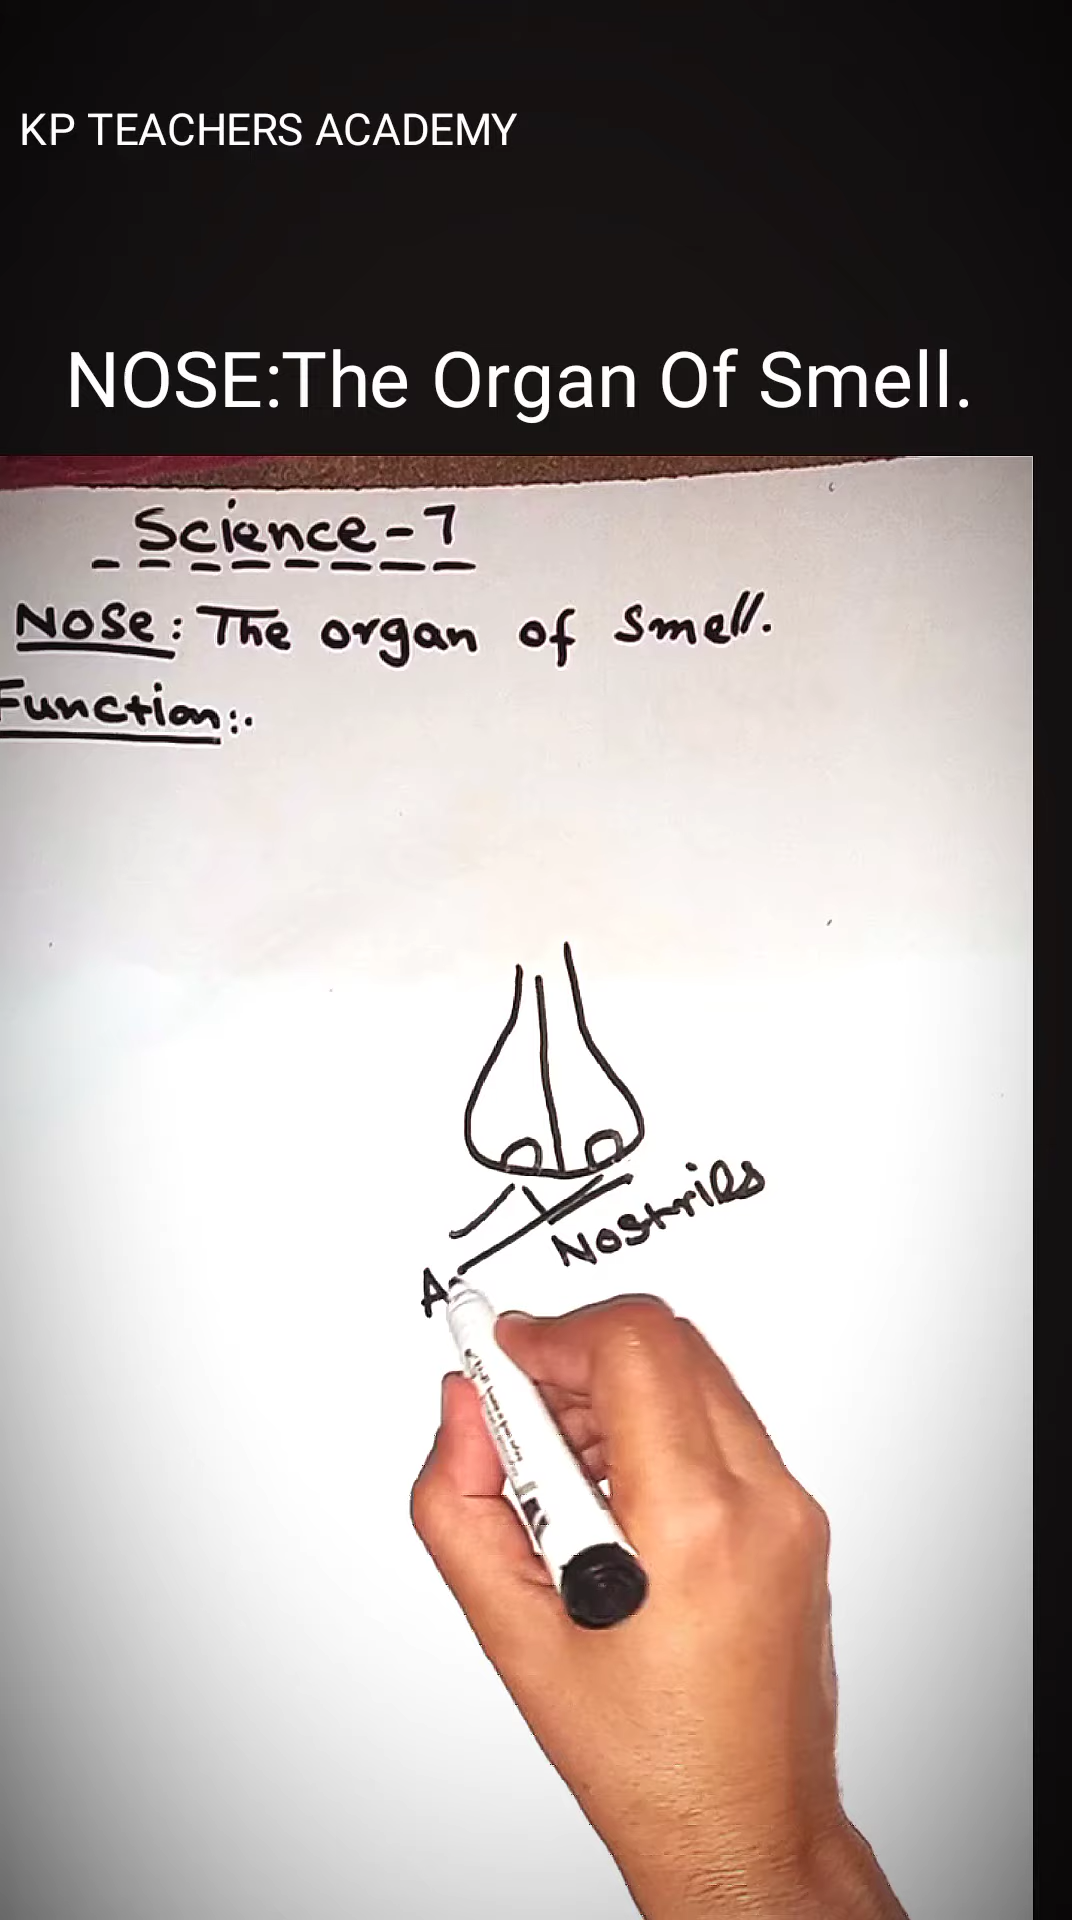 KP TEACHERS ACADEMY
NOSE:The Organ Of Smell.
Science-7
NoSe: The organ of Smell.
Function:.
Nostrils
A